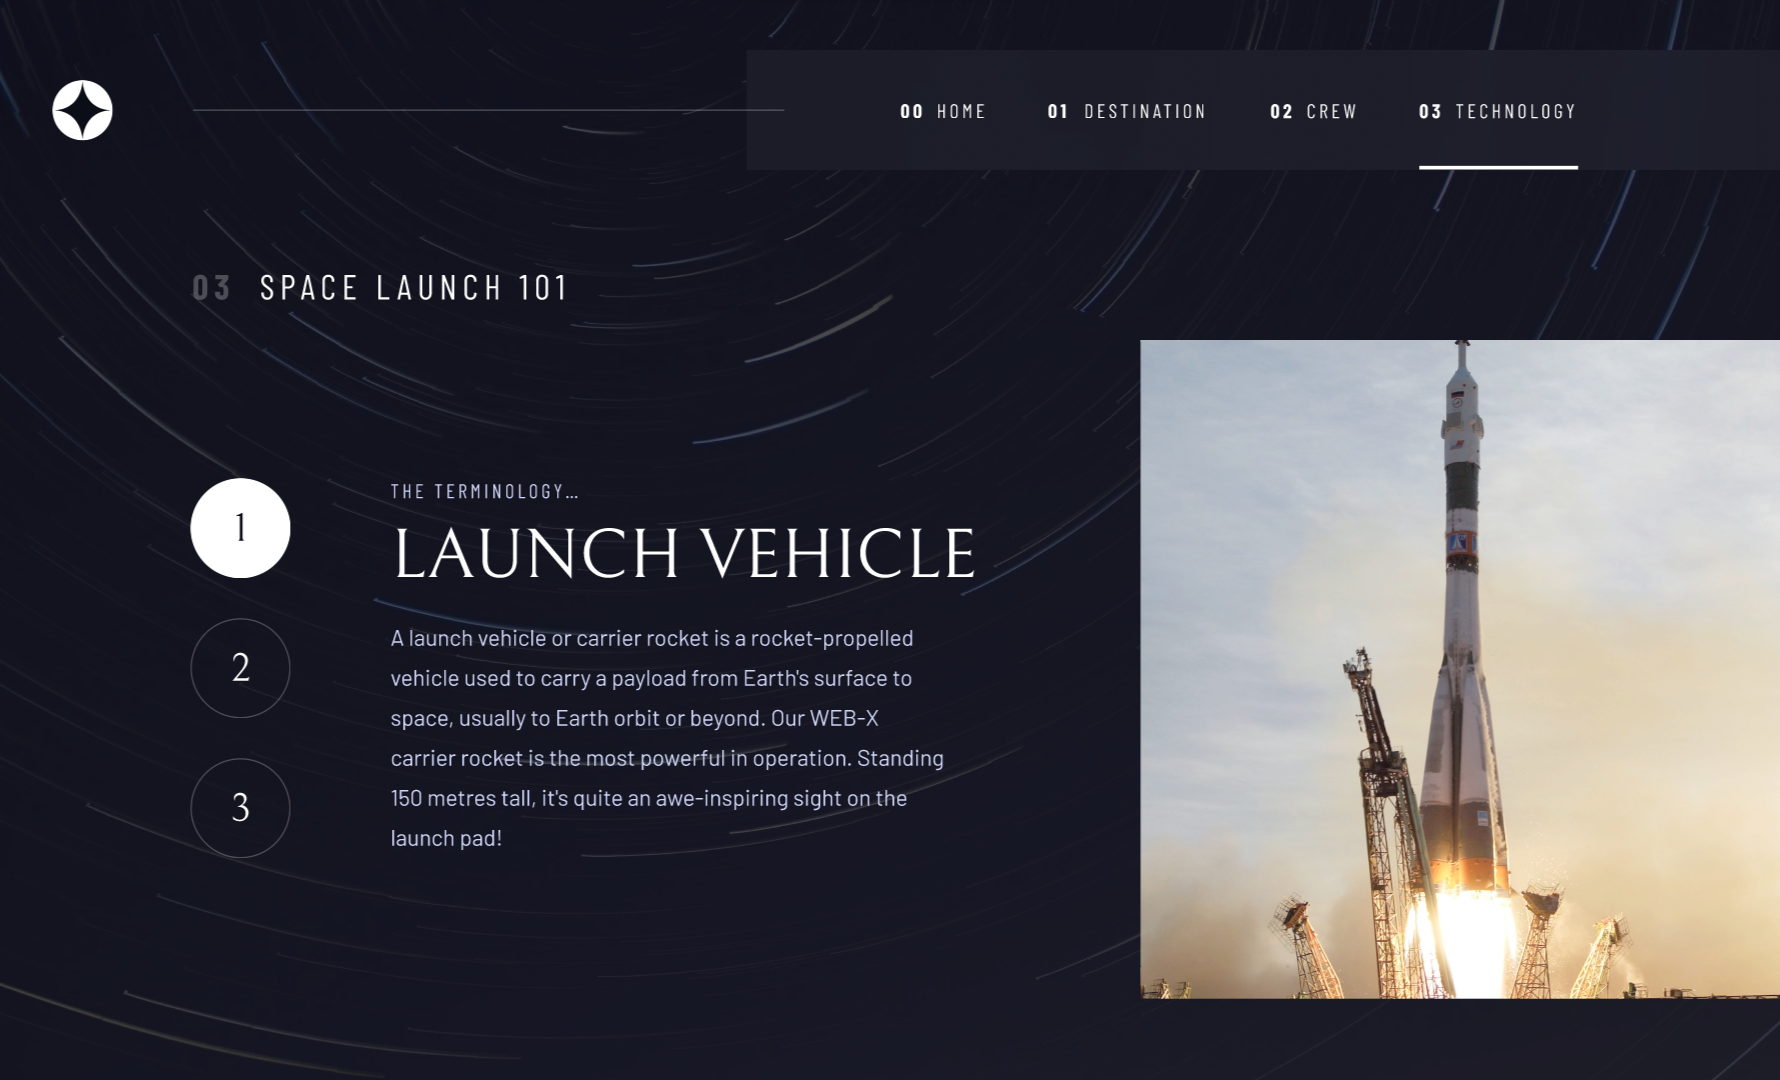 00 HOME 01 DESTINATION 02 CREW 03 TECHNOLOGY
03 SPACE LAUNCH 101
1
2
3
THE TERMINOLOGY...
LAUNCH VEHICLE
A launch vehicle or carrier rocket is a rocket-propelled
vehicle used to carry a payload from Earth's surface to
space, usually to Earth orbit or beyond. Our WEB-X
carrier rocket is the most powerful in operation. Standing
150 metres tall, it's quite an awe-inspiring sight on the
launch pad!